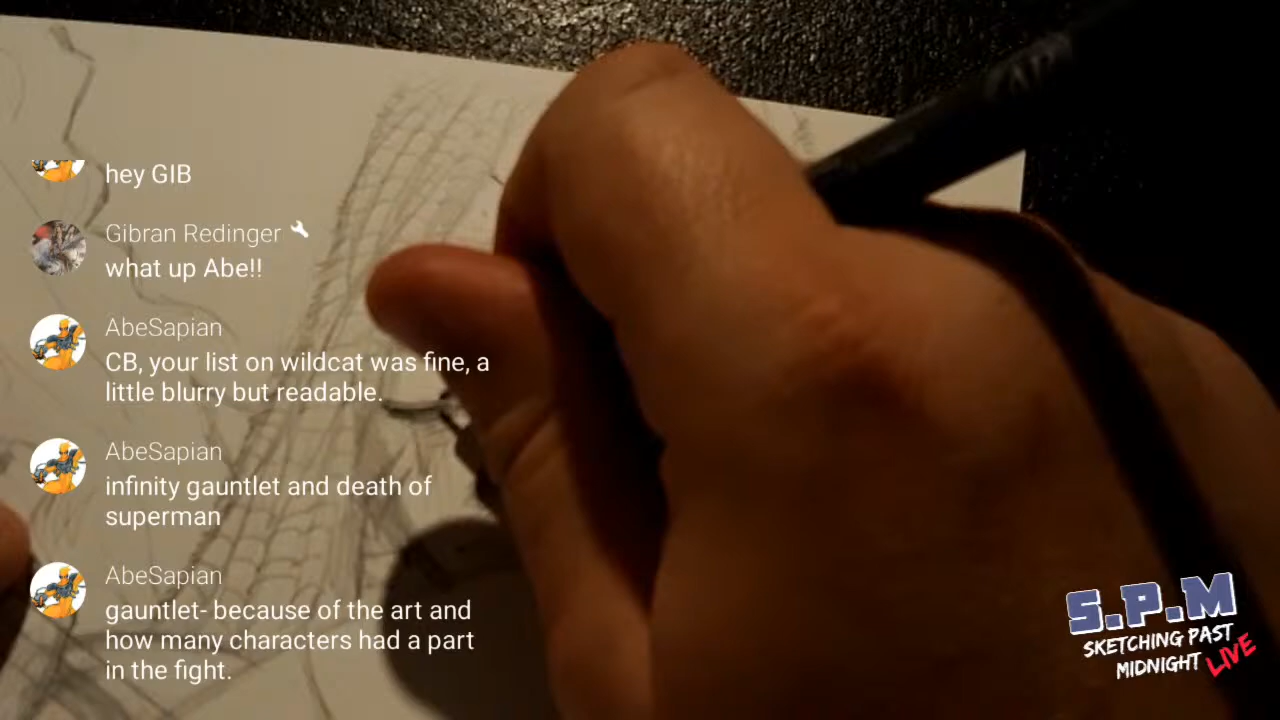 hey GIB
Gibran Redinger
what up Abe!!
AbeSapian
CB, your list on wildcat was fine, a
little blurry but readable.
AbeSapian
infinity gauntlet and death of
superman
AbeSapian
gauntlet- because of the art and
how many characters had a part
in the fight.
S.P.M
SKETCHING PAST
MIDNIGHT LIVE